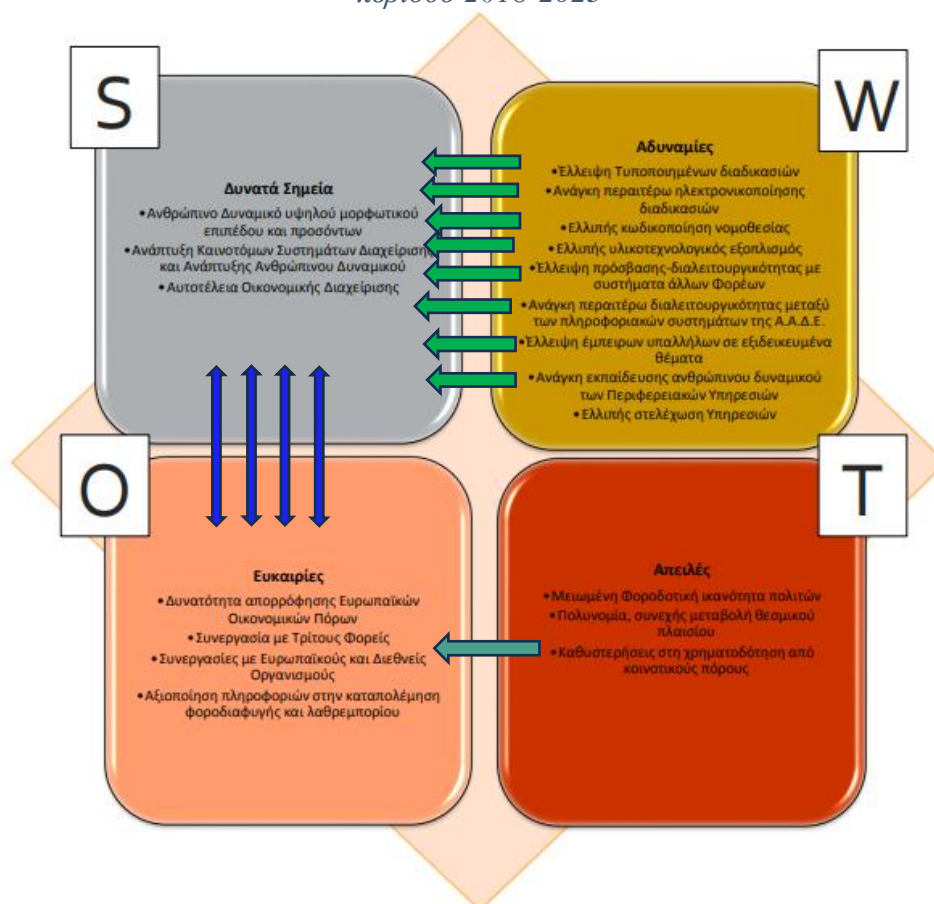 περίοδο 2018-2023
S
W
Δυνατά Σημεία
•Ανθρώπινο Δυναμικό υψηλού μορφωτικού
επιπέδου και προσόντων
•Ανάπτυξη Καινοτόμων Συστημάτων Διαχείρισης
και Ανάπτυξης Ανθρώπινου Δυναμικού
•Αυτοτέλεια Οικονομικής Διαχείρισης
Αδυναμίες
•Έλλειψη Τυποποιημένων διαδικασιών
•Ανάγκη περαιτέρω ηλεκτρονικοποίησης
διαδικασιών
•Ελλιπής κωδικοποίηση νομοθεσίας
•Ελλιπής υλικοτεχνολογικός εξοπλισμός
•Έλλειψη πρόσβασης-διαλειτουργικότητας με
συστήματα άλλων Φορέων
•Ανάγκη περαιτέρω διαλειτουργικότητας μεταξύ
των πληροφοριακών συστημάτων της Α.Α.Δ.Ε.
•Έλλειψη έμπειρων υπαλλήλων σε εξιδεικευμένα
θέματα
•Ανάγκη εκπαίδευσης ανθρώπινου δυναμικού
των Περιφερειακών Υπηρεσιών
•Ελλιπής στελέχωση Υπηρεσιών
O
T
Ευκαιρίες
•Δυνατότητα απορρόφησης Ευρωπαϊκών
Οικονομικών Πόρων
•Συνεργασία με Τρίτους Φορείς
•Συνεργασίες με Ευρωπαϊκούς και Διεθνείς
Οργανισμούς
•Αξιοποίηση πληροφοριών στην καταπολέμηση
φοροδιαφυγής και λαθρεμπορίου
Απειλές
•Μειωμένη Φοροδοτική ικανότητα πολιτών
•Πολυνομία, συνεχής μεταβολή θεσμικού
πλαισίου
•Καθυστερήσεις στη χρηματοδότηση από
κοινοτικούς πόρους